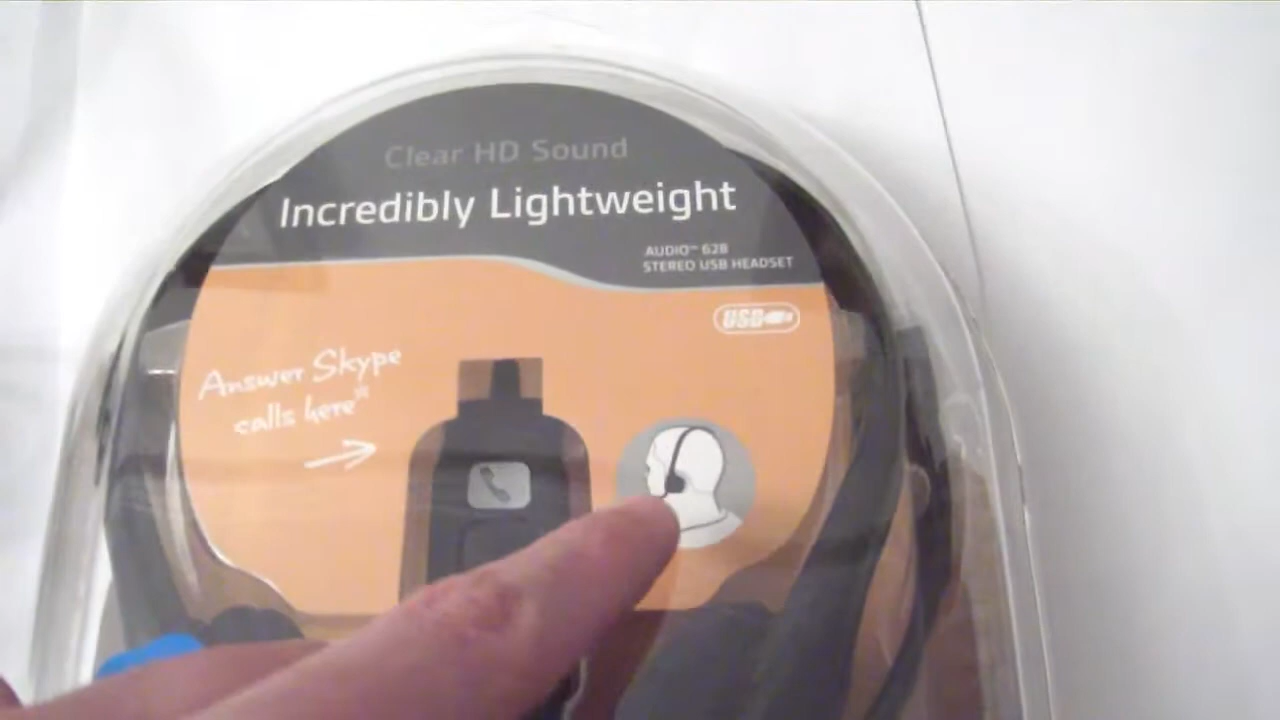 Clear HD Sound
Incredibly Lightweight
AUDIO™ 628
STEREO USB HEADSET
USB
Answer Skype
calls here*